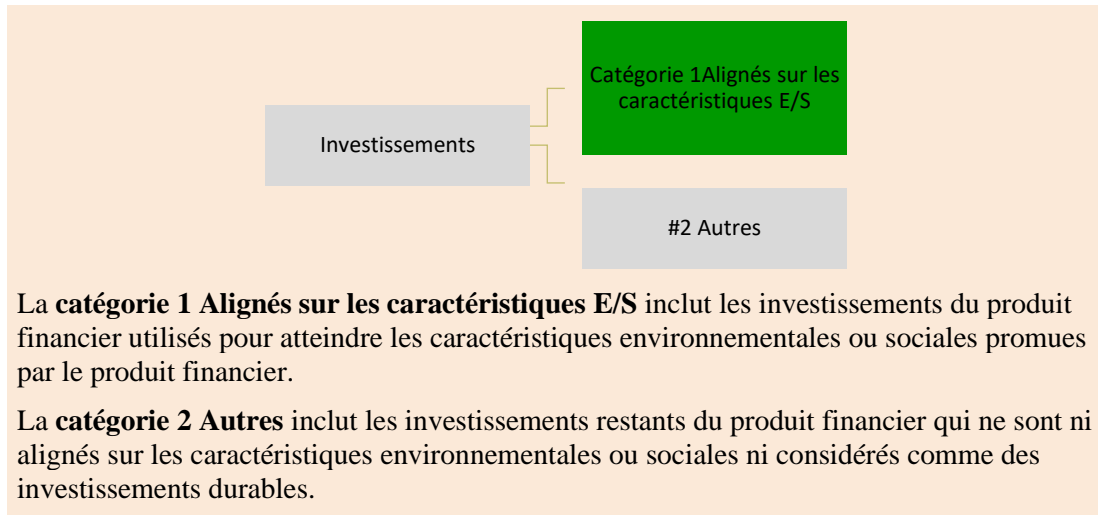 Catégorie 1Alignés sur les
caractéristiques E/S
Investissements
#2 Autres
La catégorie 1 Alignés sur les caractéristiques E/S inclut les investissements du produit
financier utilisés pour atteindre les caractéristiques environnementales ou sociales promues
par le produit financier.
La catégorie 2 Autres inclut les investissements restants du produit financier qui ne sont ni
alignés sur les caractéristiques environnementales ou sociales ni considérés comme des
investissements durables.